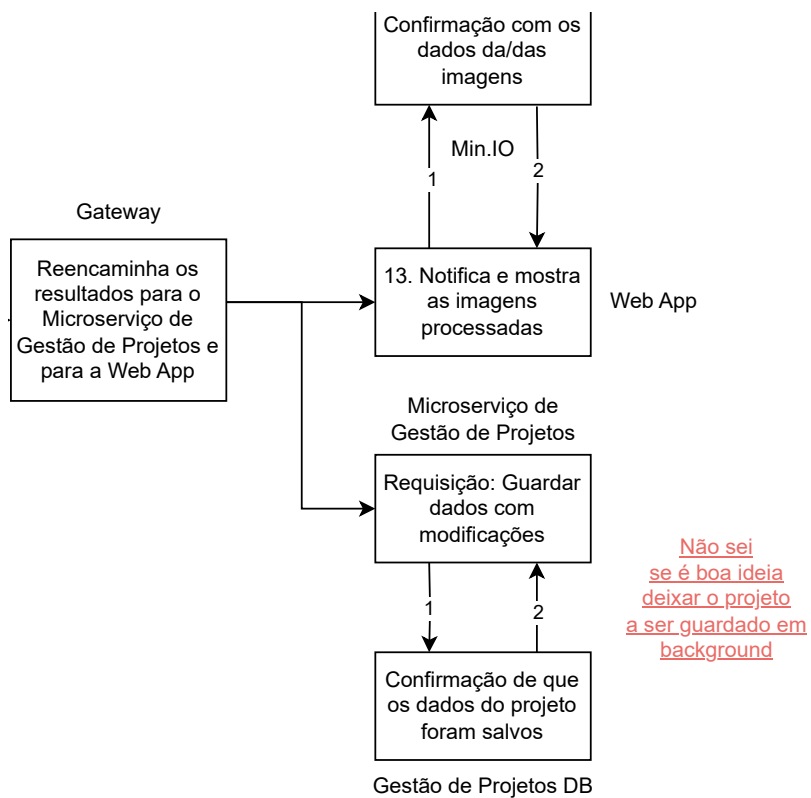 Confirmação com os
dados da/das
imagens
1
Min.IO
2
Gateway
Reencaminha os
resultados para o
Microserviço de
Gestão de Projetos e
para a Web App
13. Notifica e mostra
as imagens
processadas
Web App
Microserviço de
Gestão de Projetos
Requisição: Guardar
dados com
modificações
Não sei
se é boa ideia
deixar o projeto
a ser guardado em
background
1
2
Confirmação de que
os dados do projeto
foram salvos
Gestão de Projetos DB